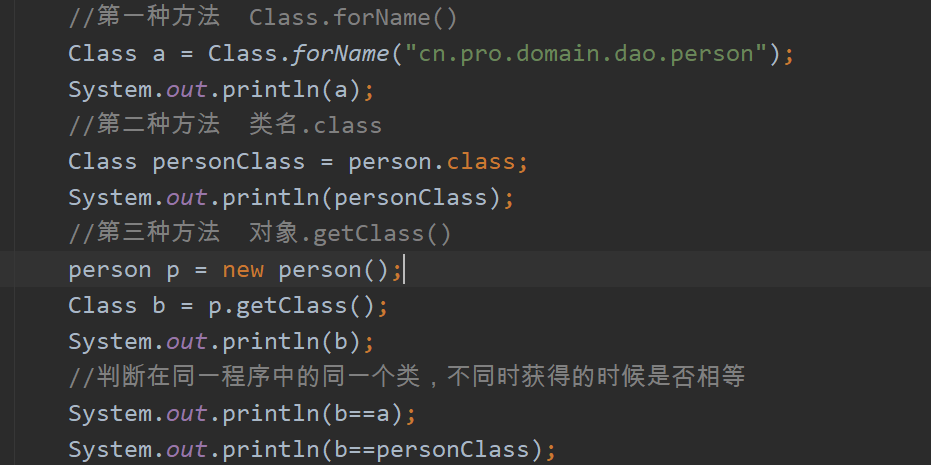 //第一种方法  Class.forName()
Class a = Class.forName("cn.pro.domain.dao.person");
System.out.println(a);
//第二种方法  类名.class
Class personClass = person.class;
System.out.println(personClass);
//第三种方法  对象.getClass()
person p = new person();
Class b = p.getClass();
System.out.println(b);
//判断在同一程序中的同一个类，不同时获得的时候是否相等
System.out.println(b==a);
System.out.println(b==personClass);